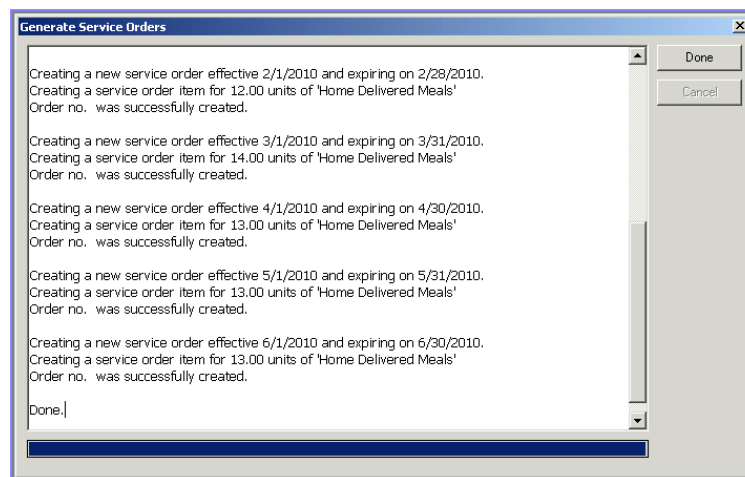 Generate Service Orders
Creating a new service order effective 2/1/2010 and expiring on 2/28/2010.
Creating a service order item for 12.00 units of 'Home Delivered Meals'
Order no.  was successfully created.
Creating a new service order effective 3/1/2010 and expiring on 3/31/2010.
Creating a service order item for 14.00 units of 'Home Delivered Meals'
Order no.  was successfully created.
Creating a new service order effective 4/1/2010 and expiring on 4/30/2010.
Creating a service order item for 13.00 units of 'Home Delivered Meals'
Order no.  was successfully created.
Creating a new service order effective 5/1/2010 and expiring on 5/31/2010.
Creating a service order item for 13.00 units of 'Home Delivered Meals'
Order no.  was successfully created.
Creating a new service order effective 6/1/2010 and expiring on 6/30/2010.
Creating a service order item for 13.00 units of 'Home Delivered Meals'
Order no.  was successfully created.
Done.
Done
Cancel